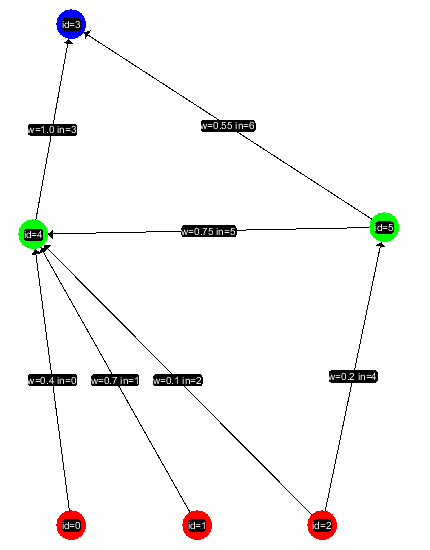 id=3
w=0.55 in=6
w=1.0 in=3
id=5
w=0.75 in=5
id=4
w=0.2 in=4
w=0.4 in=0
w=0.7 in=1
w=0.1 in=2
id=0
id=1
id=2